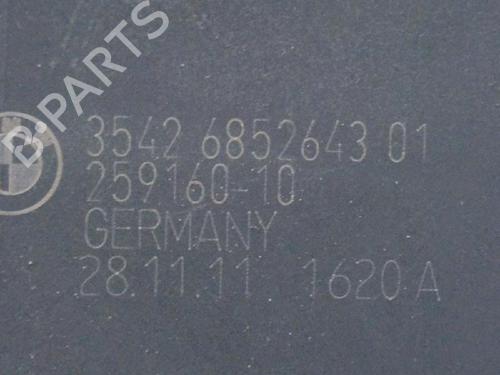 B-PARTS
3542 6852643 01
259160-10
GERMANY
28.11.11 1620 A